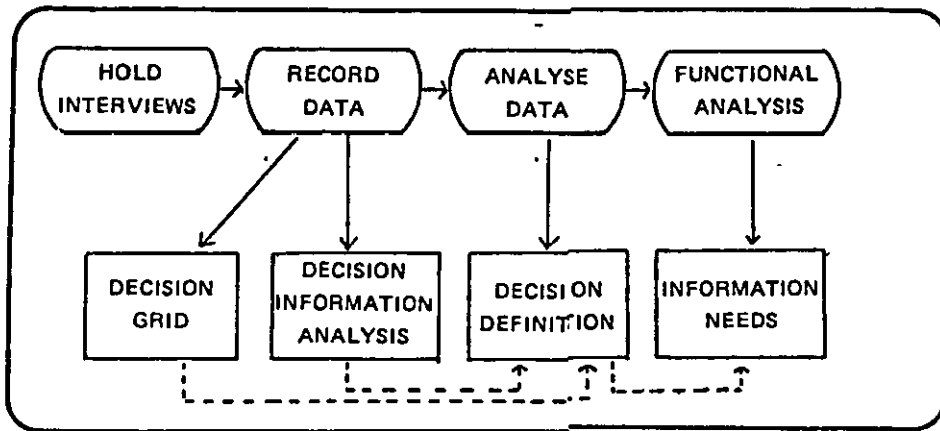 HOLD
INTERVIEWS
RECORD
DATA
ANALYSE
DATA
FUNCTIONAL
ANALYSIS
DECISION
GRID
DECISION
INFORMATION
ANALYSIS
DECISION
DEFINITION
INFORMATION
NEEDS